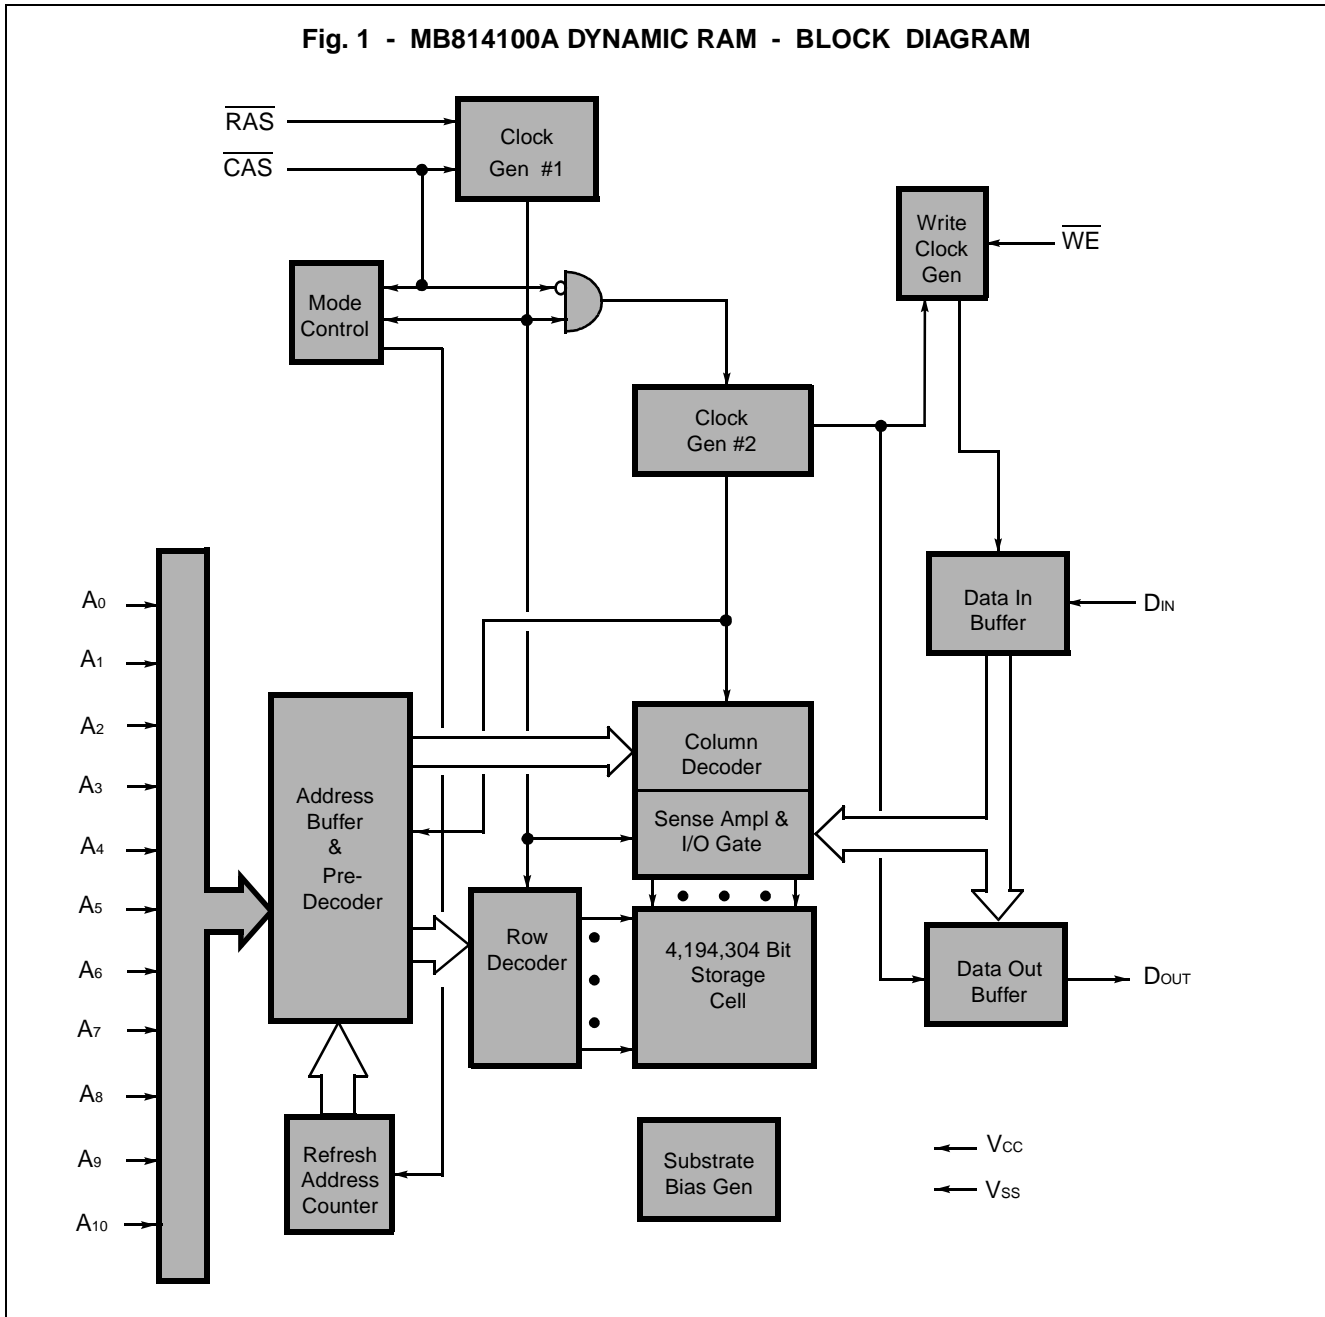 Fig. 1 - MB814100A DYNAMIC RAM - BLOCK DIAGRAM
RAS
CAS
Clock
Gen #1
Write
Clock
Gen
WE
Mode
Control
Clock
Gen #2
A0
A1
A2
A3
A4
A5
A6
A7
A8
A9
A10
Address
Buffer
&
Pre-
Decoder
Column
Decoder
Sense Ampl &
I/O Gate
Data In
Buffer
DIN
Row
Decoder
4,194,304 Bit
Storage
Cell
Data Out
Buffer
DOUT
Refresh
Address
Counter
Substrate
Bias Gen
VCC
VSS